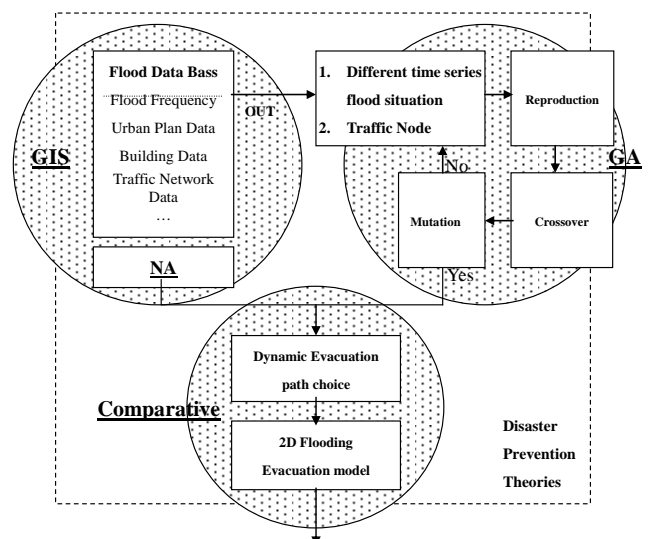 Flood Data Bass
Flood Frequency
Urban Plan Data
Building Data
Traffic Network
Data
…
GIS
NA
OUT
1. Different time series
flood situation
2. Traffic Node
Reproduction
GA
No
Mutation
Crossover
Yes
Dynamic Evacuation
path choice
Comparative
2D Flooding
Evacuation model
Disaster
Prevention
Theories